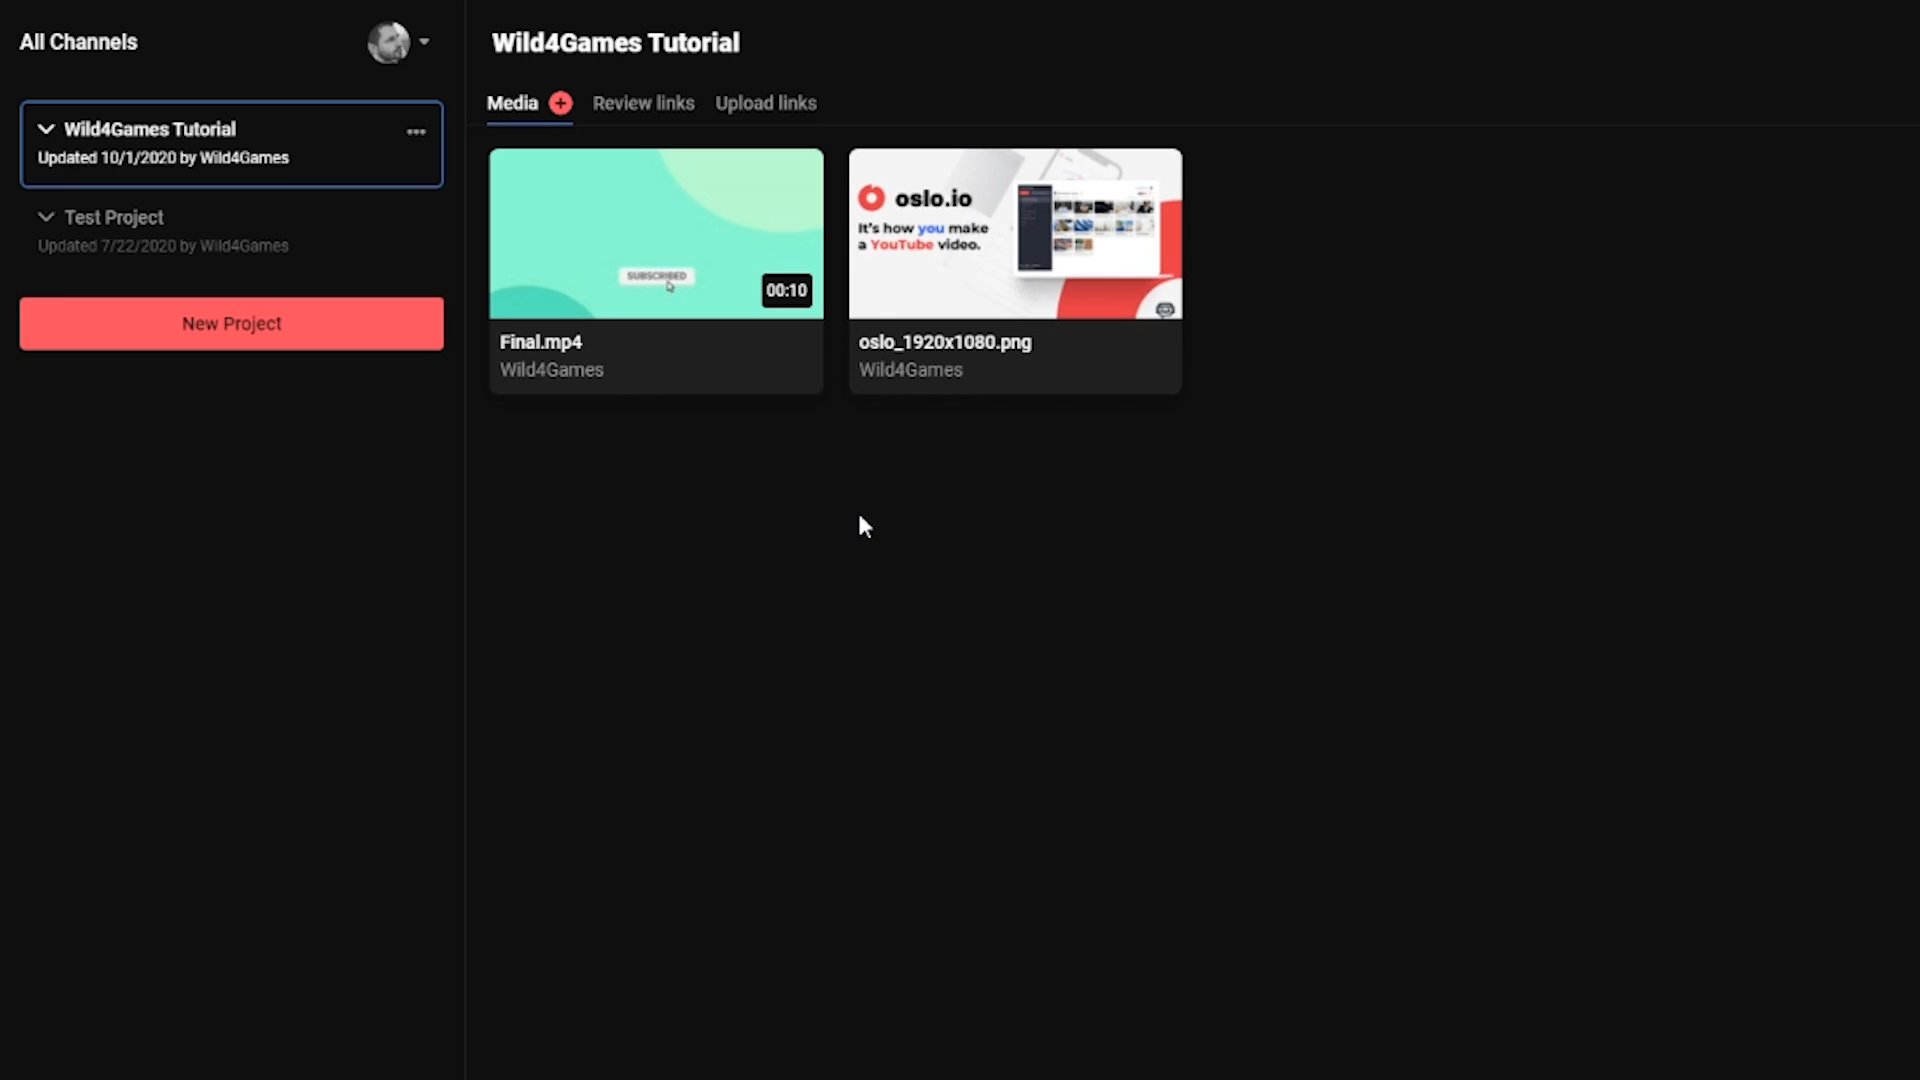 All Channels
Wild4Games Tutorial
Updated 10/1/2020 by Wild4Games
Test Project
Updated 7/22/2020 by Wild4Games
New Project
Wild4Games Tutorial
Media
Review links
Upload links
SUBSCRIBED
00:10
Final.mp4
Wild4Games
oslo.io
It's how you make
a YouTube video.
oslo_1920x1080.png
Wild4Games